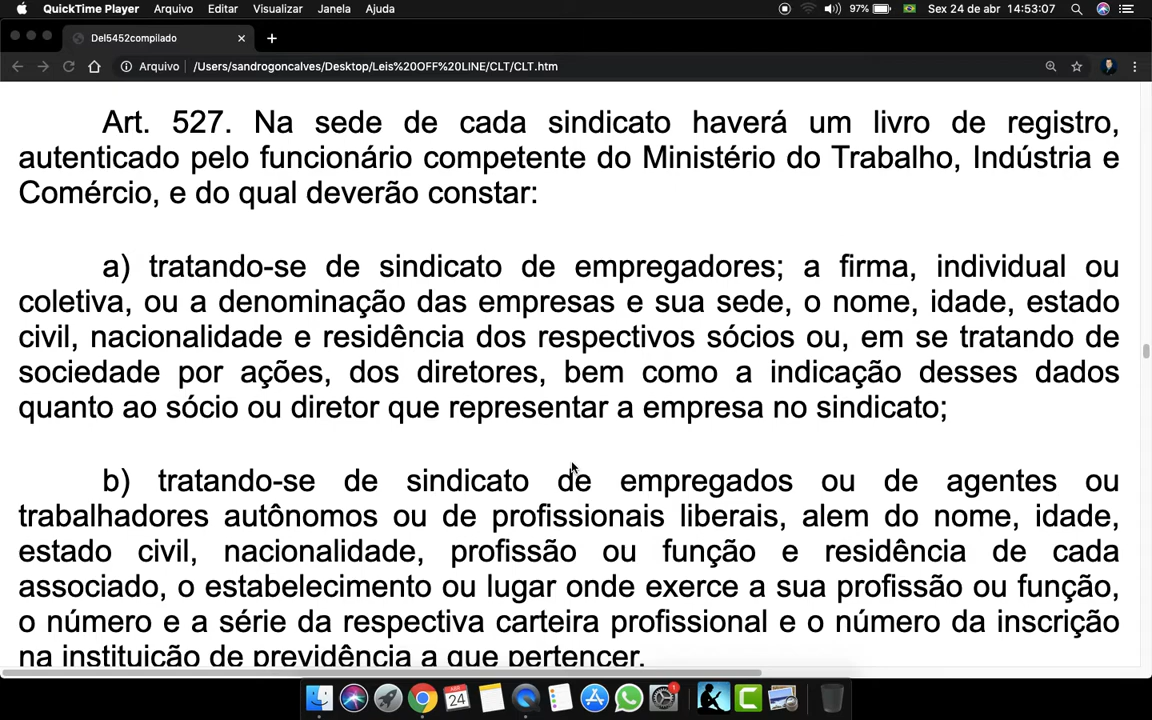 QuickTime Player Arquivo Editar Visualizar Janela Ajuda 97% Sex 24 de abr 14:53:07
Del5452compilado
Arquivo /Users/sandrogoncalves/Desktop/Leis%20OFF%20LINE/CLT/CLT.htm
Art. 527. Na sede de cada sindicato haverá um livro de registro,
autenticado pelo funcionário competente do Ministério do Trabalho, Indústria e
Comércio, e do qual deverão constar:
a) tratando-se de sindicato de empregadores; a firma, individual ou
coletiva, ou a denominação das empresas e sua sede, o nome, idade, estado
civil, nacionalidade e residência dos respectivos sócios ou, em se tratando de
sociedade por ações, dos diretores, bem como a indicação desses dados
quanto ao sócio ou diretor que representar a empresa no sindicato;
b) tratando-se de sindicato de empregados ou de agentes ou
trabalhadores autônomos ou de profissionais liberais, alem do nome, idade,
estado civil, nacionalidade, profissão ou função e residência de cada
associado, o estabelecimento ou lugar onde exerce a sua profissão ou função,
o número e a série da respectiva carteira profissional e o número da inscrição
na instituição de previdência a que pertencer.
ABR
24
1